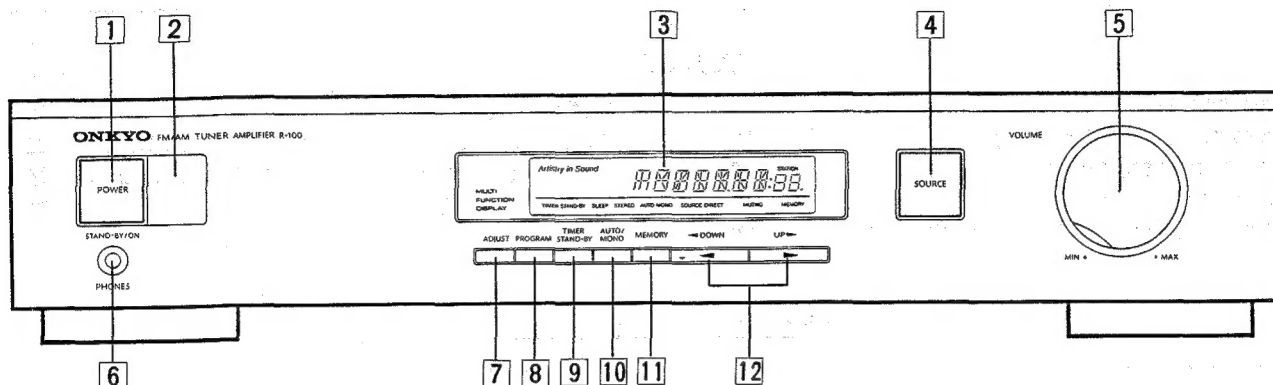 1 2 3 4 5
ONKYO FM/AM TUNER AMPLIFIER R-100
VOLUME
POWER
STAND-BY/ON
PHONES
MULTI
FUNCTION
DISPLAY
Artistry in Sound
STATION
TIMER STAND-BY SLEEP STEREO AUTO MONO SOURCE DIRECT MUTING MEMORY
SOURCE
MIN MAX
ADJUST PROGRAM TIMER STAND-BY AUTO/MONO MEMORY ◄DOWN UP►
6 7 8 9 10 11 12